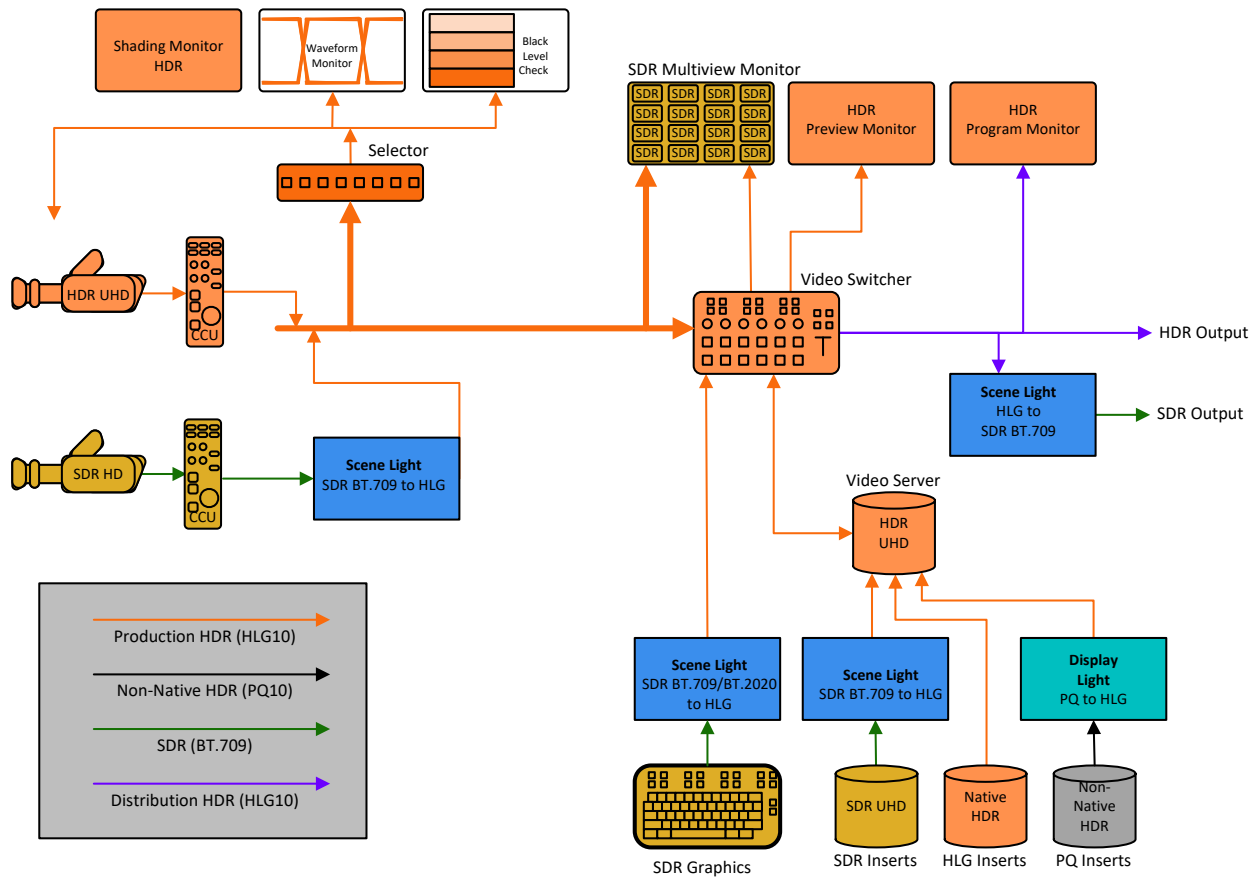 Shading Monitor
HDR
Waveform
Monitor
Black
Level
Check
Selector
SDR Multiview Monitor
SDR SDR SDR SDR
SDR SDR SDR SDR
SDR SDR SDR SDR
SDR SDR SDR SDR
HDR
Preview Monitor
HDR
Program Monitor
HDR UHD
CCU
Video Switcher
HDR Output
Scene Light
HLG to
SDR BT.709
SDR Output
SDR HD
CCU
Scene Light
SDR BT.709 to HLG
Video Server
HDR
UHD
Production HDR (HLG10)
Non-Native HDR (PQ10)
SDR (BT.709)
Distribution HDR (HLG10)
Scene Light
SDR BT.709/BT.2020
to HLG
Scene Light
SDR BT.709 to HLG
Display
Light
PQ to HLG
SDR Graphics
SDR UHD
SDR Inserts
Native
HDR
HLG Inserts
Non-
Native
HDR
PQ Inserts